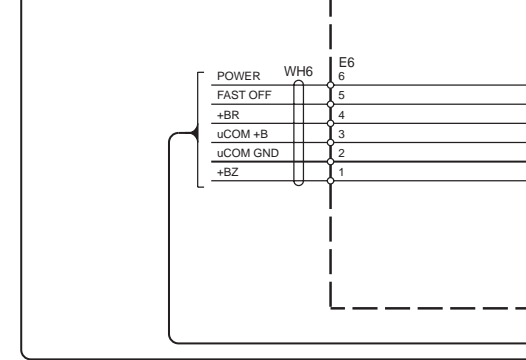 WH6 E6
POWER 6
FAST OFF 5
+BR 4
uCOM +B 3
uCOM GND 2
+BZ 1